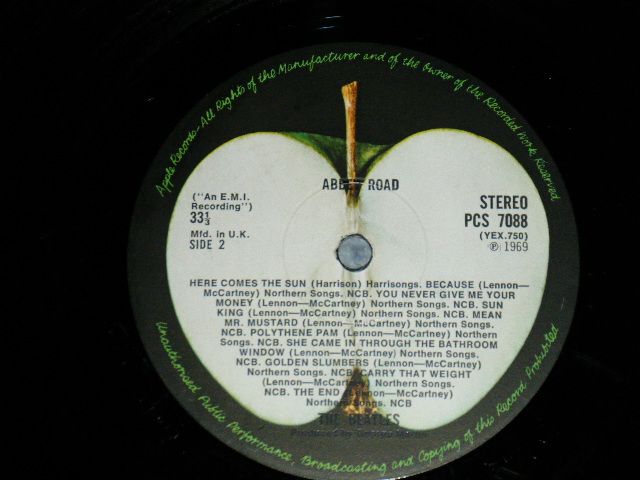 Apple Records-All Rights of the Manufacturer and of the Owner of the Recorded Work Reserved
ABBEY ROAD
("An E.M.I.
Recording")
33⅓
Mfd. in U.K.
SIDE 2
STEREO
PCS 7088
(YEX.750)
℗ 1969
HERE COMES THE SUN (Harrison) Harrisongs. BECAUSE (Lennon—
McCartney) Northern Songs. NCB. YOU NEVER GIVE ME YOUR
MONEY (Lennon—McCartney) Northern Songs. NCB. SUN
KING (Lennon—McCartney) Northern Songs. NCB. MEAN
MR. MUSTARD (Lennon—McCartney) Northern Songs.
NCB. POLYTHENE PAM (Lennon—McCartney) Northern
Songs. NCB. SHE CAME IN THROUGH THE BATHROOM
WINDOW (Lennon—McCartney) Northern Songs.
NCB. GOLDEN SLUMBERS (Lennon—McCartney)
Northern Songs. NCB. CARRY THAT WEIGHT
(Lennon—McCartney) Northern Songs.
NCB. THE END (Lennon—McCartney)
Northern Songs. NCB
THE BEATLES
Produced by George Martin
Unauthorised Public Performance, Broadcasting and Copying of this Record Prohibited